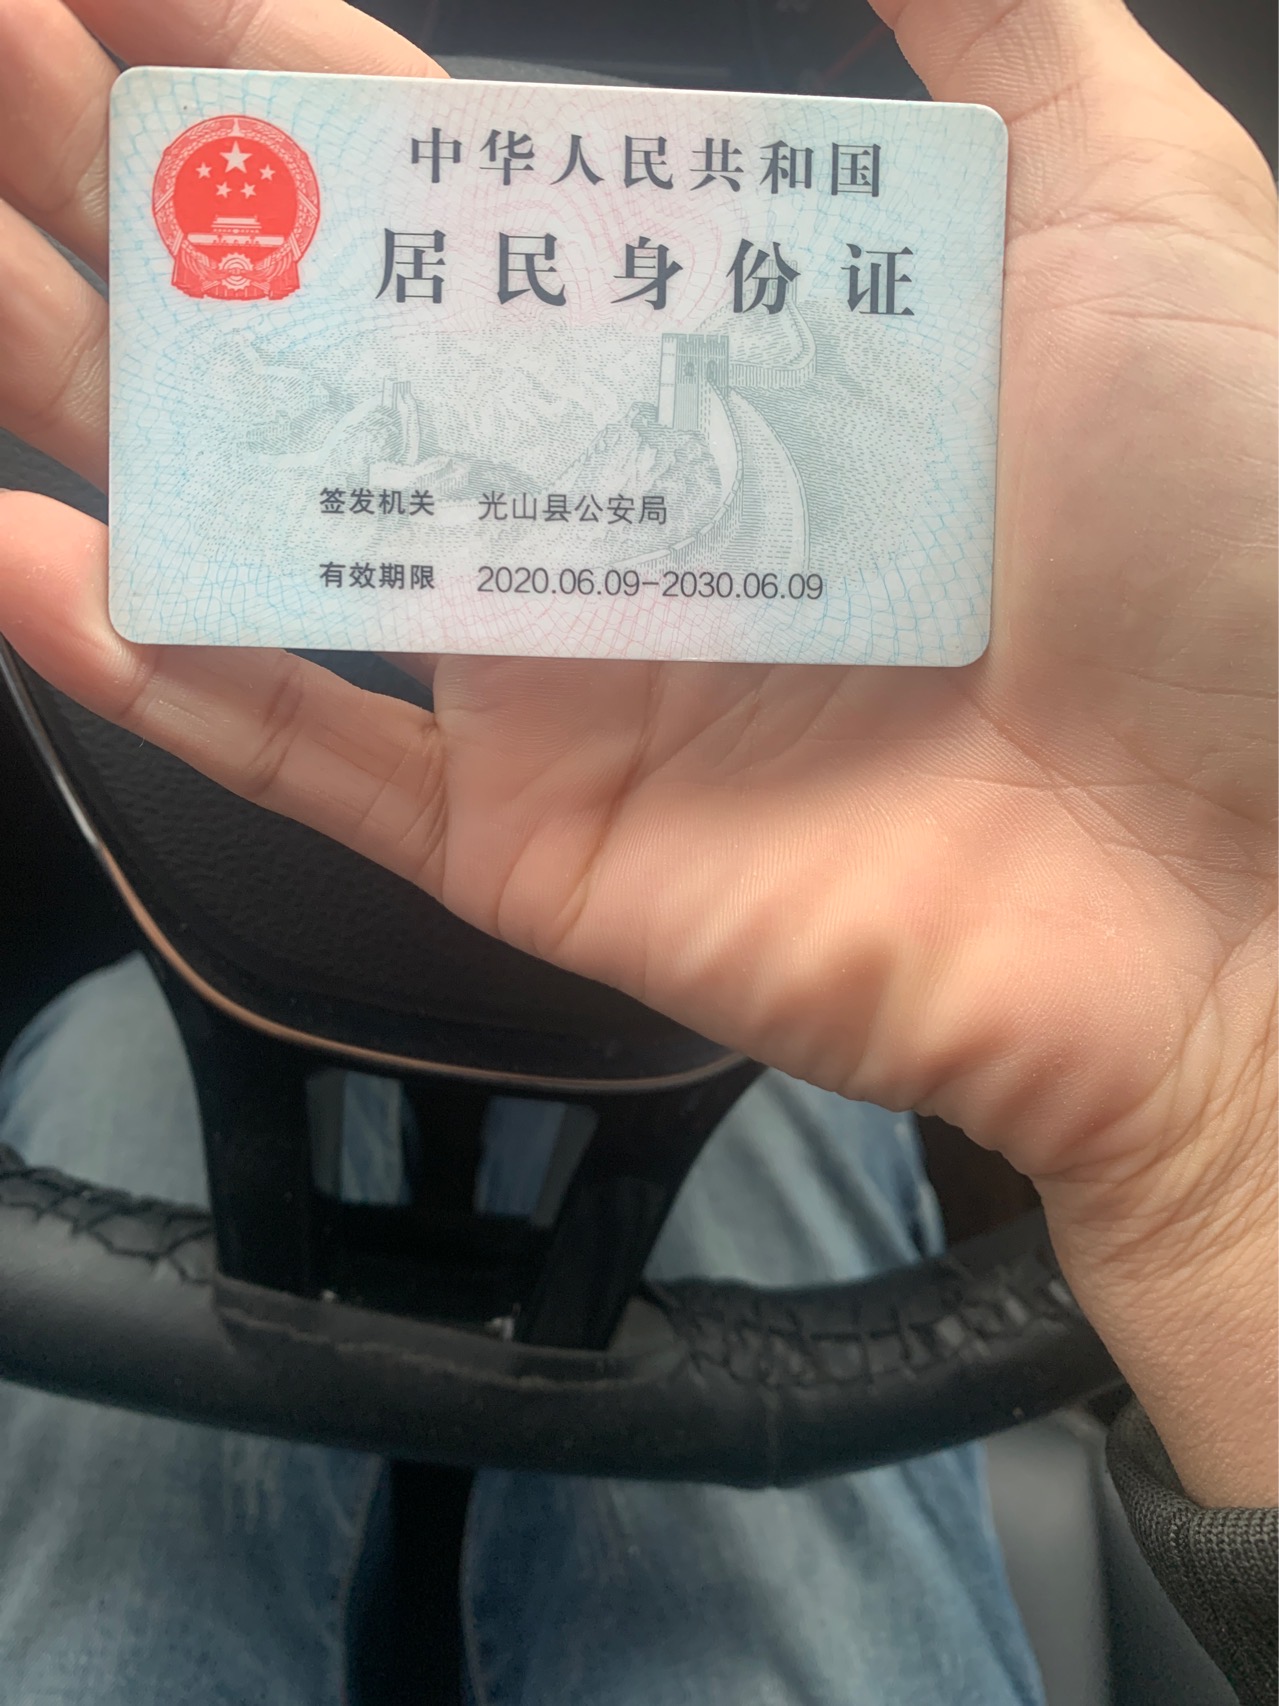 中华人民共和国
居民身份证
签发机关 光山县公安局
有效期限 2020.06.09-2030.06.09